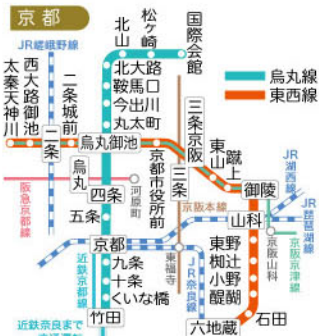 京都
JR嵯峨野線
太秦天神川
西大路御池
二条城前
二条
北山
松ヶ崎
国際会館
北大路
鞍馬口
今出川
丸太町
烏丸御池
烏丸線
東西線
三条京阪
東山
蹴上
御陵
京都市役所前
三条
烏丸
四条
河原町
阪急京都線
五条
京阪本線
山科
JR湖西線
JR琵琶湖線
京都
東福寺
京阪山科
京阪京津線
近鉄京都線
九条
十条
くいな橋
竹田
JR奈良線
東野
椥辻
小野
醍醐
石田
六地蔵
近鉄奈良まで